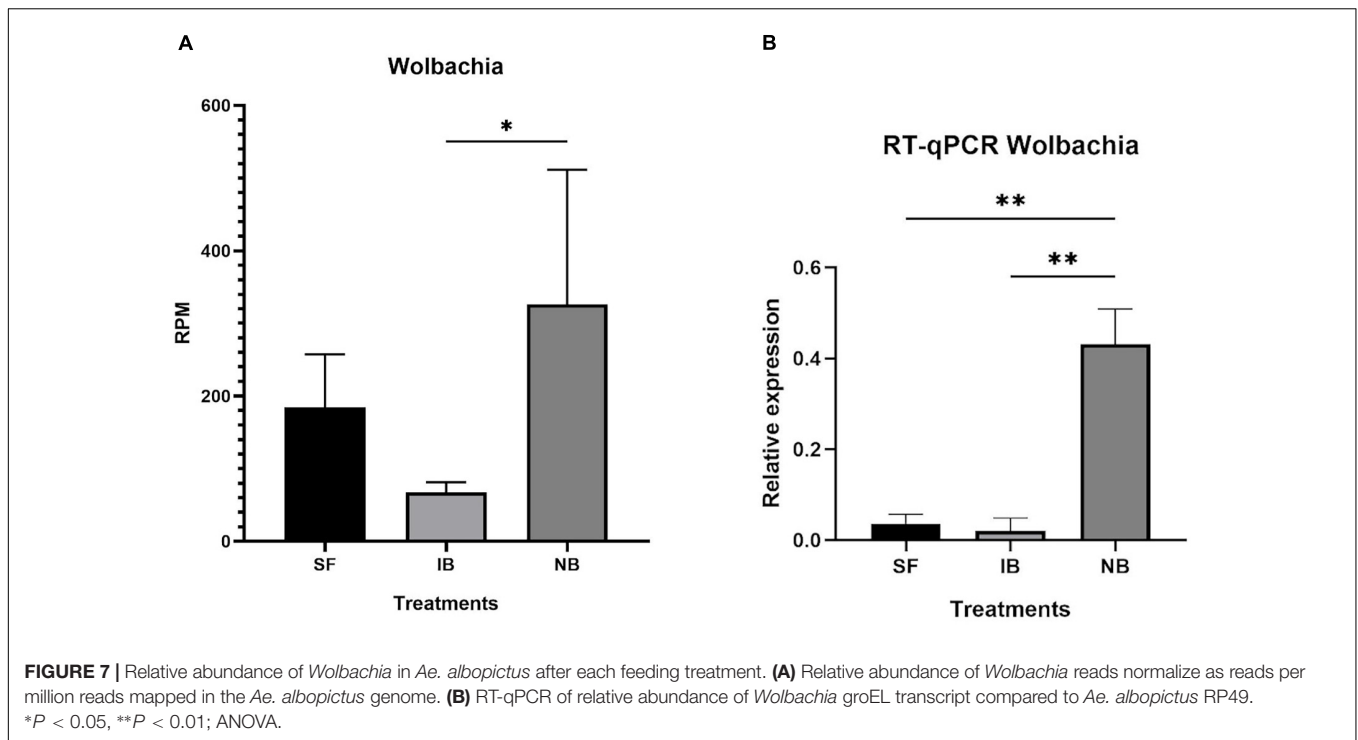 A
Wolbachia
600
400
200
0
RPM
*
SF IB NB
Treatments
B
RT-qPCR Wolbachia
**
**
0.6
0.4
0.2
0.0
Relative expression
SF IB NB
Treatments
FIGURE 7 | Relative abundance of Wolbachia in Ae. albopictus after each feeding treatment. (A) Relative abundance of Wolbachia reads normalize as reads per
million reads mapped in the Ae. albopictus genome. (B) RT-qPCR of relative abundance of Wolbachia groEL transcript compared to Ae. albopictus RP49.
*P < 0.05, **P < 0.01; ANOVA.